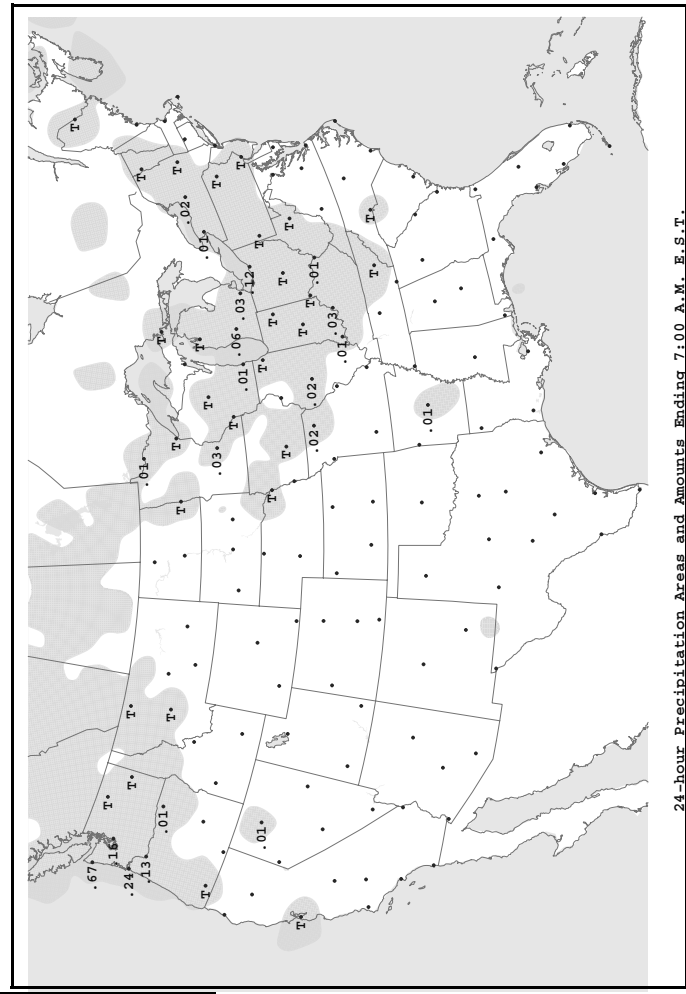 T
.67
T
.16
.24
T
T
T
.01
.13
T
.01
T
T
T
T
.02
T
.01
T
T
T
.03
T
.06
.03
T
.01
.12
T
.01
T
T
T
T
T
T
T
T
T
.02
.02
.01
.03
.01
T
T
.01
24-hour Precipitation Areas and Amounts Ending 7:00 A.M. E.S.T.